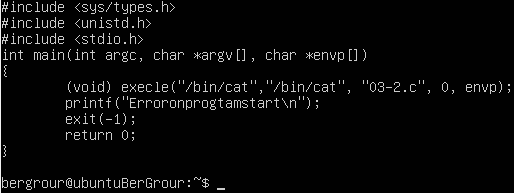 #include <sys/types.h>
#include <unistd.h>
#include <stdio.h>
int main(int argc, char *argv[], char *envp[])
{
        (void) execle("/bin/cat","/bin/cat", "03-2.c", 0, envp);
        printf("Erroronprogtamstart\n");
        exit(-1);
        return 0;
}
bergrour@ubuntuBerGrour:~$ _